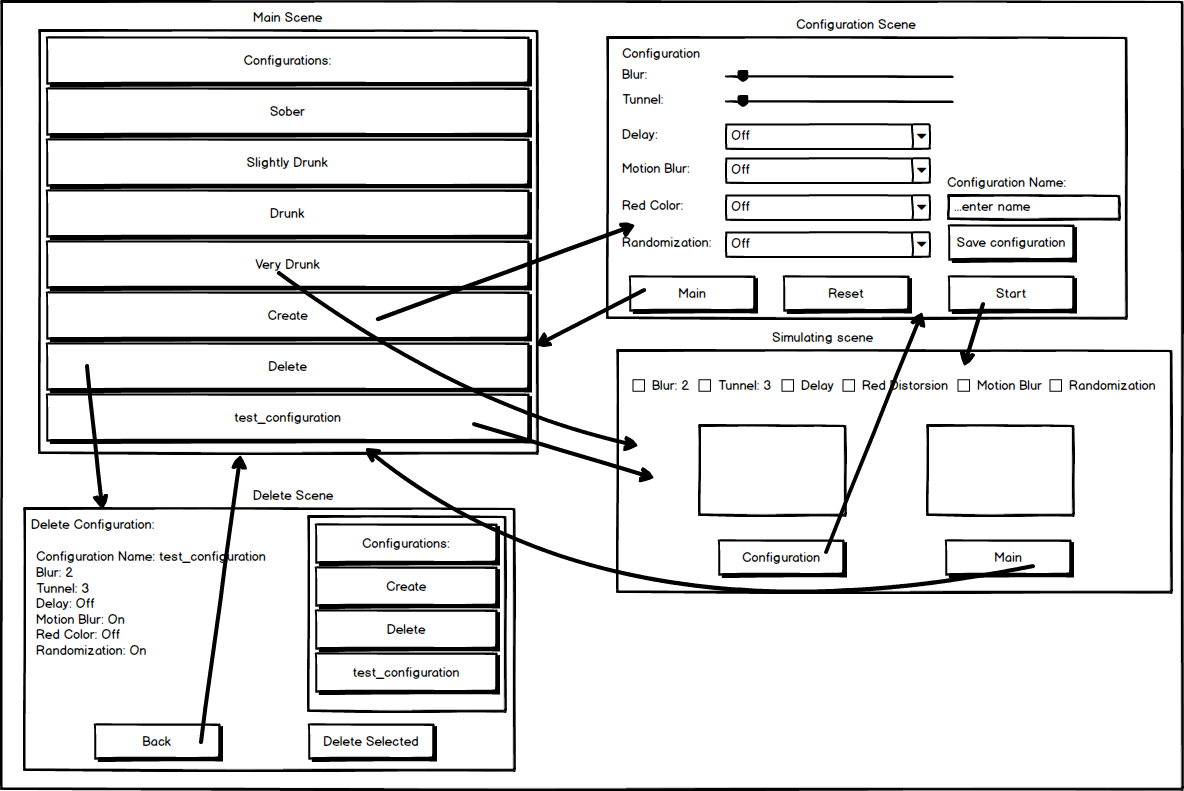 Main Scene
Configurations:
Sober
Slightly Drunk
Drunk
Very Drunk
Create
Delete
test_configuration
Configuration Scene
Configuration
Blur:
Tunnel:
Delay: Off
Motion Blur: Off
Configuration Name:
Red Color: Off
...enter name
Randomization: Off
Save configuration
Main Reset Start
Simulating scene
Blur: 2 Tunnel: 3 Delay Red Distorsion Motion Blur Randomization
Configuration Main
Delete Scene
Delete Configuration:
Configuration Name: test_configuration
Blur: 2
Tunnel: 3
Delay: Off
Motion Blur: On
Red Color: Off
Randomization: On
Configurations:
Create
Delete
test_configuration
Back Delete Selected